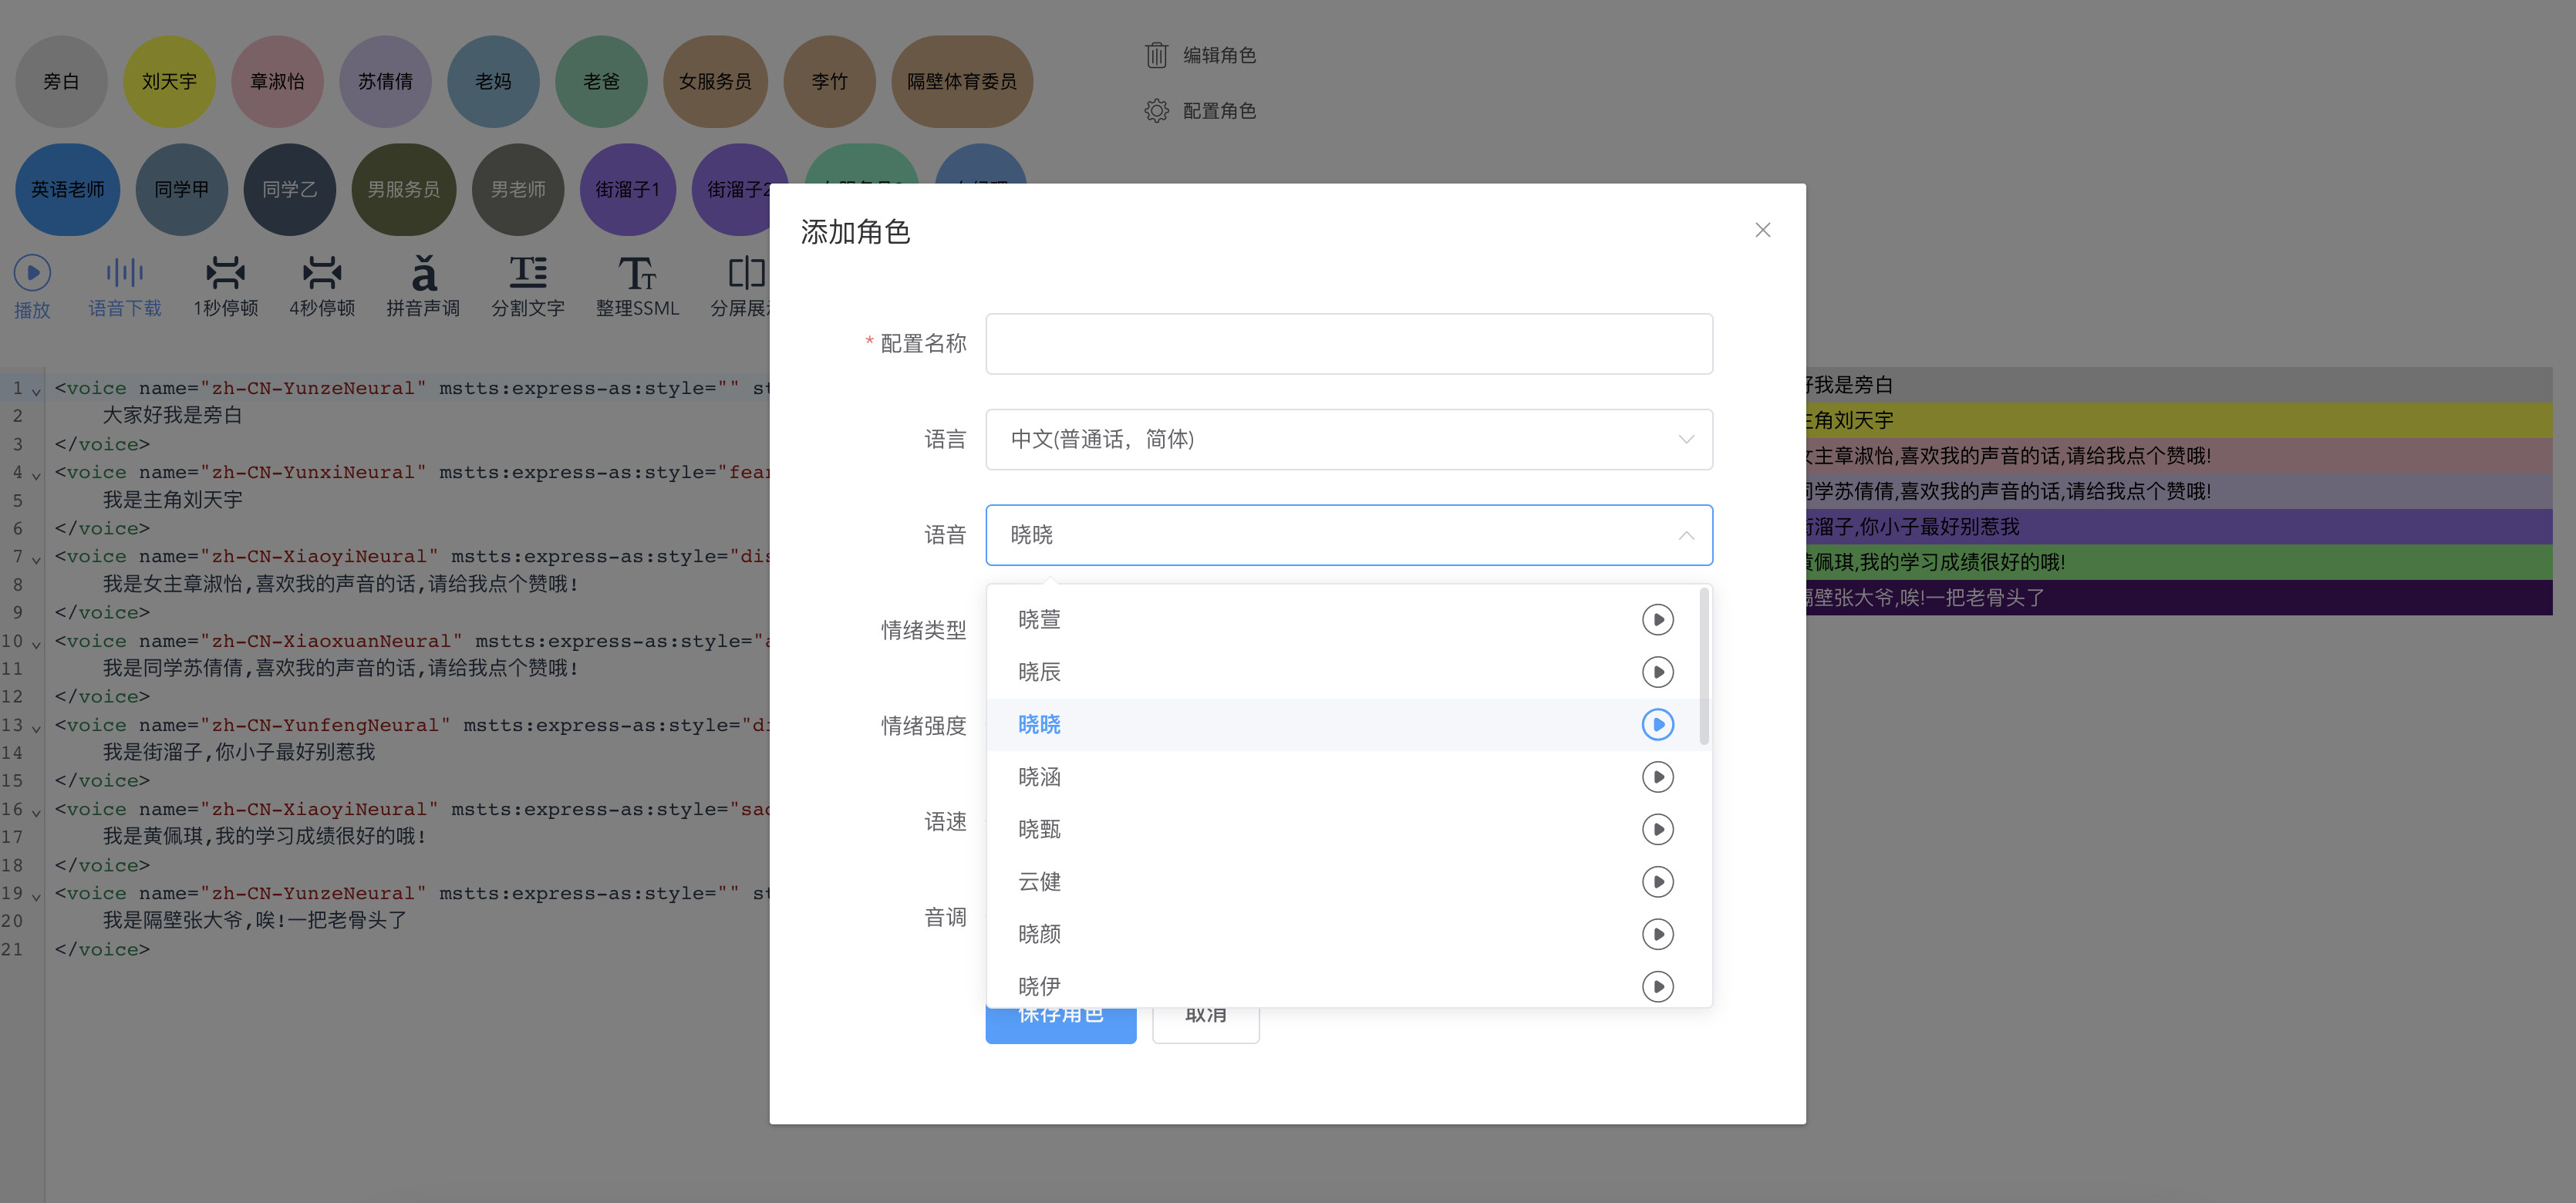 旁白 刘天宇 章淑怡 苏倩倩 老妈 老爸 女服务员 李竹 隔壁体育委员
编辑角色
配置角色
英语老师 同学甲 同学乙 男服务员 男老师 街溜子1 街溜子2
播放 语音下载 1秒停顿 4秒停顿 拼音声调 分割文字 整理SSML 分屏展
添加角色
* 配置名称
语言 中文(普通话，简体)
语音 晓晓
情绪类型
情绪强度
语速
音调
晓萱
晓辰
晓晓
晓涵
晓甄
云健
晓颜
晓伊
保存角色 取消
1 <voice name="zh-CN-YunzeNeural" mstts:express-as:style="" st
2 大家好我是旁白
3 </voice>
4 <voice name="zh-CN-YunxiNeural" mstts:express-as:style="fear
5 我是主角刘天宇
6 </voice>
7 <voice name="zh-CN-XiaoyiNeural" mstts:express-as:style="dis
8 我是女主章淑怡,喜欢我的声音的话,请给我点个赞哦!
9 </voice>
10 <voice name="zh-CN-XiaoxuanNeural" mstts:express-as:style="a
11 我是同学苏倩倩,喜欢我的声音的话,请给我点个赞哦!
12 </voice>
13 <voice name="zh-CN-YunfengNeural" mstts:express-as:style="di
14 我是街溜子,你小子最好别惹我
15 </voice>
16 <voice name="zh-CN-XiaoyiNeural" mstts:express-as:style="sad
17 我是黄佩琪,我的学习成绩很好的哦!
18 </voice>
19 <voice name="zh-CN-YunzeNeural" mstts:express-as:style="" st
20 我是隔壁张大爷,唉!一把老骨头了
21 </voice>
好我是旁白
主角刘天宇
女主章淑怡,喜欢我的声音的话,请给我点个赞哦!
同学苏倩倩,喜欢我的声音的话,请给我点个赞哦!
街溜子,你小子最好别惹我
黄佩琪,我的学习成绩很好的哦!
隔壁张大爷,唉!一把老骨头了